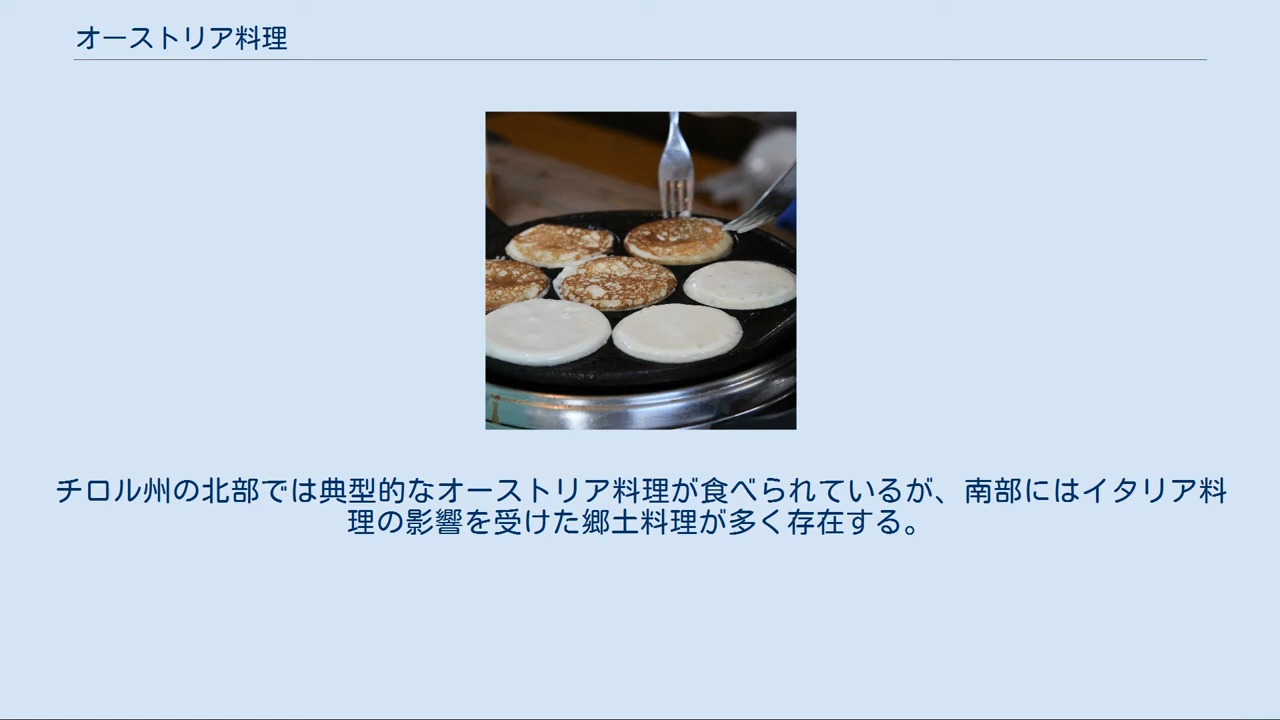 オーストリア料理
チロル州の北部では典型的なオーストリア料理が食べられているが、南部にはイタリア料
理の影響を受けた郷土料理が多く存在する。